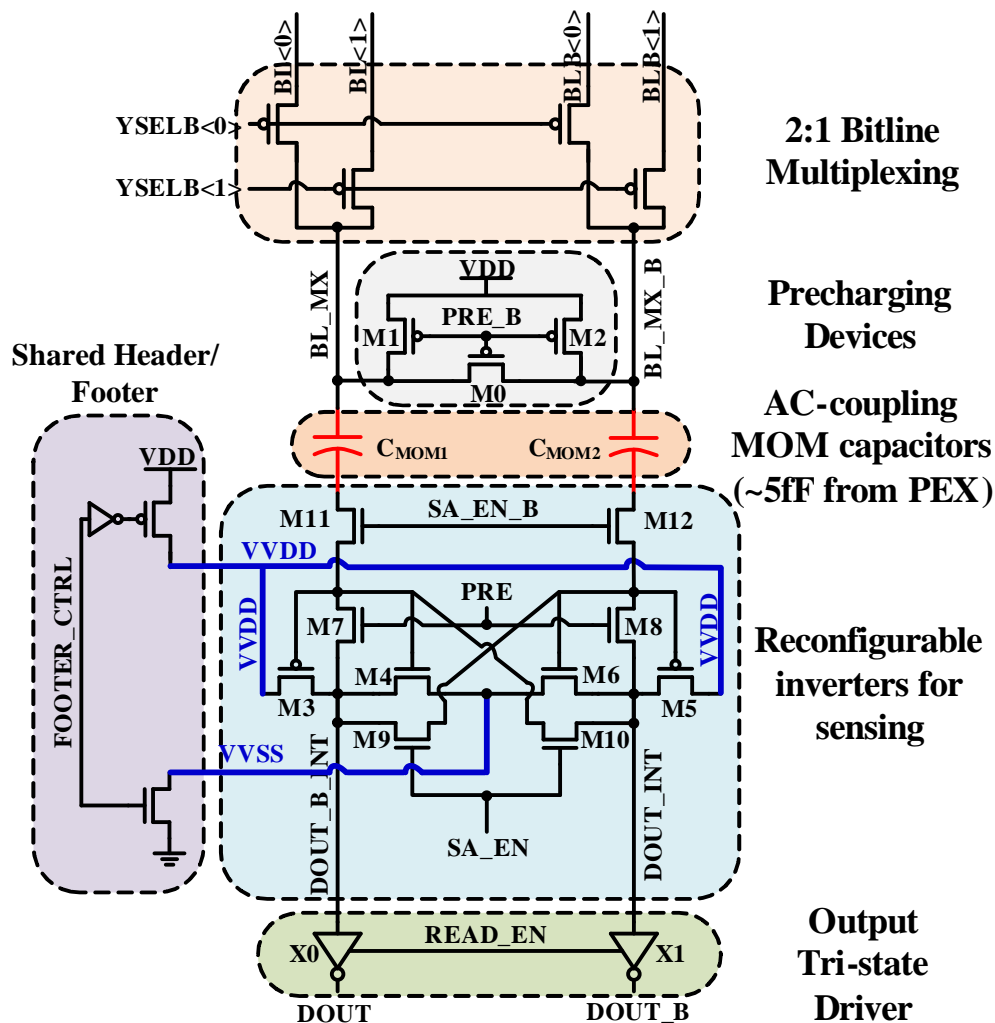 BL<0>
BL<1>
BLB<0>
BLB<1>
YSELB<0>
YSELB<1>
2:1 Bitline
Multiplexing
BL_MX
VDD
PRE_B
M1
M2
M0
BL_MX_B
Precharging
Devices
Shared Header/
Footer
C_MOM1
C_MOM2
AC-coupling
MOM capacitors
(~5fF from PEX)
VDD
FOOTER_CTRL
VVDD
VVDD
VVSS
M11
SA_EN_B
M12
PRE
M7
M8
VVDD
M4
M6
M3
M5
M9
M10
DOUT_B_INT
DOUT_INT
SA_EN
Reconfigurable
inverters for
sensing
X0
READ_EN
X1
DOUT
DOUT_B
Output
Tri-state
Driver